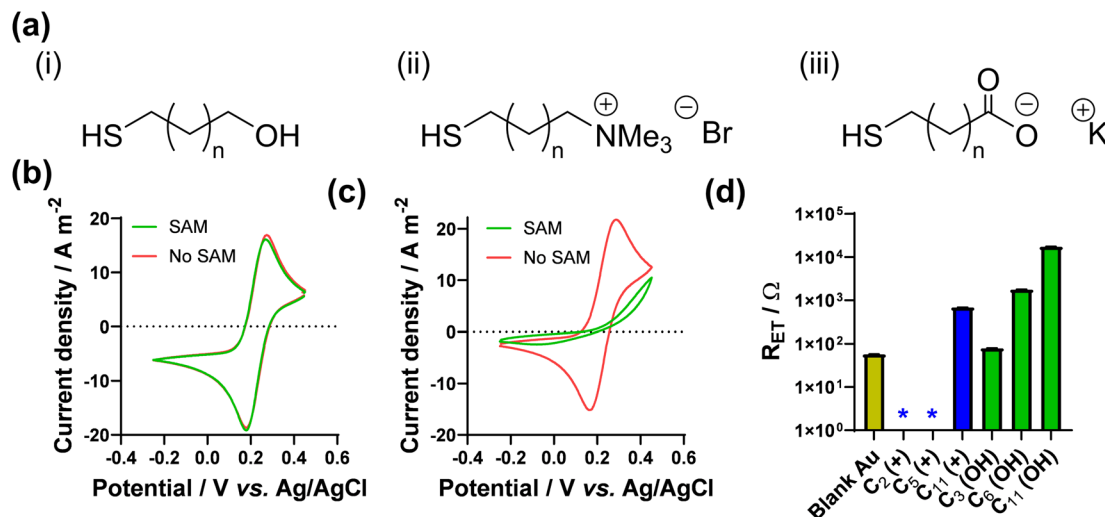 (a)
(i)
(ii)
(iii)
HS ( ) n OH
HS ( ) n ⊕ NMe3 ⊖ Br
HS ( ) n O O ⊖ ⊕ K
(b)
(c)
(d)
Current density / A m-2
20
10
0
-10
-20
SAM
No SAM
-0.4 -0.2 0.0 0.2 0.4 0.6
Potential / V vs. Ag/AgCl
Current density / A m-2
20
10
0
-10
-20
SAM
No SAM
-0.4 -0.2 0.0 0.2 0.4 0.6
Potential / V vs. Ag/AgCl
RET / Ω
1×10^5
1×10^4
1×10^3
1×10^2
1×10^1
1×10^0
* *
Blank Au
C2 (+)
C5 (+)
C11 (+)
C3 (OH)
C6 (OH)
C11 (OH)